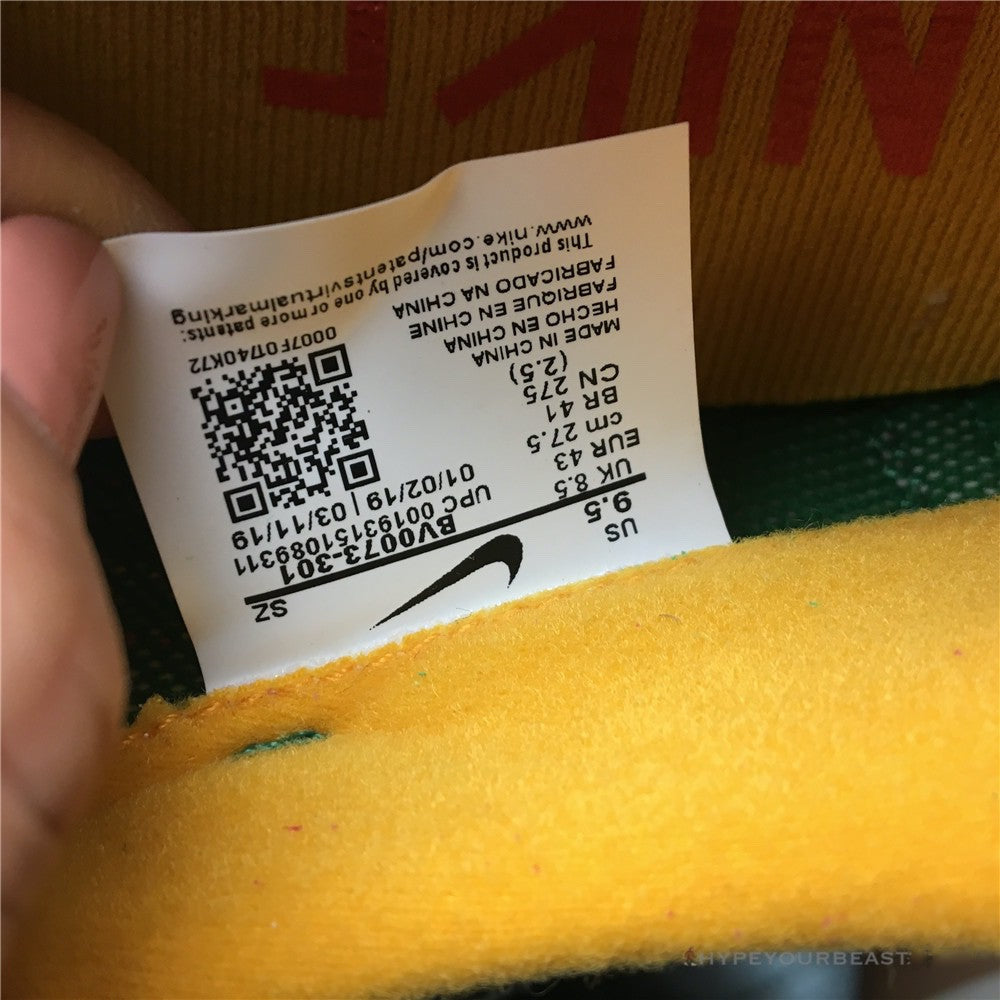 US
9.5
SZ
UK 8.5
EUR 43
cm 27.5
BR 41
CN 275
(2.5)
BV0073-301
UPC 00193151089311
01/02/19 | 03/11/19
MADE IN CHINA
HECHO EN CHINA
FABRIQUE EN CHINE
FABRICADO NA CHINA
0007F01740K72
This product is covered by one or more patents:
www.nike.com/patentsvirtualmarking
HYPEYOURBEAST